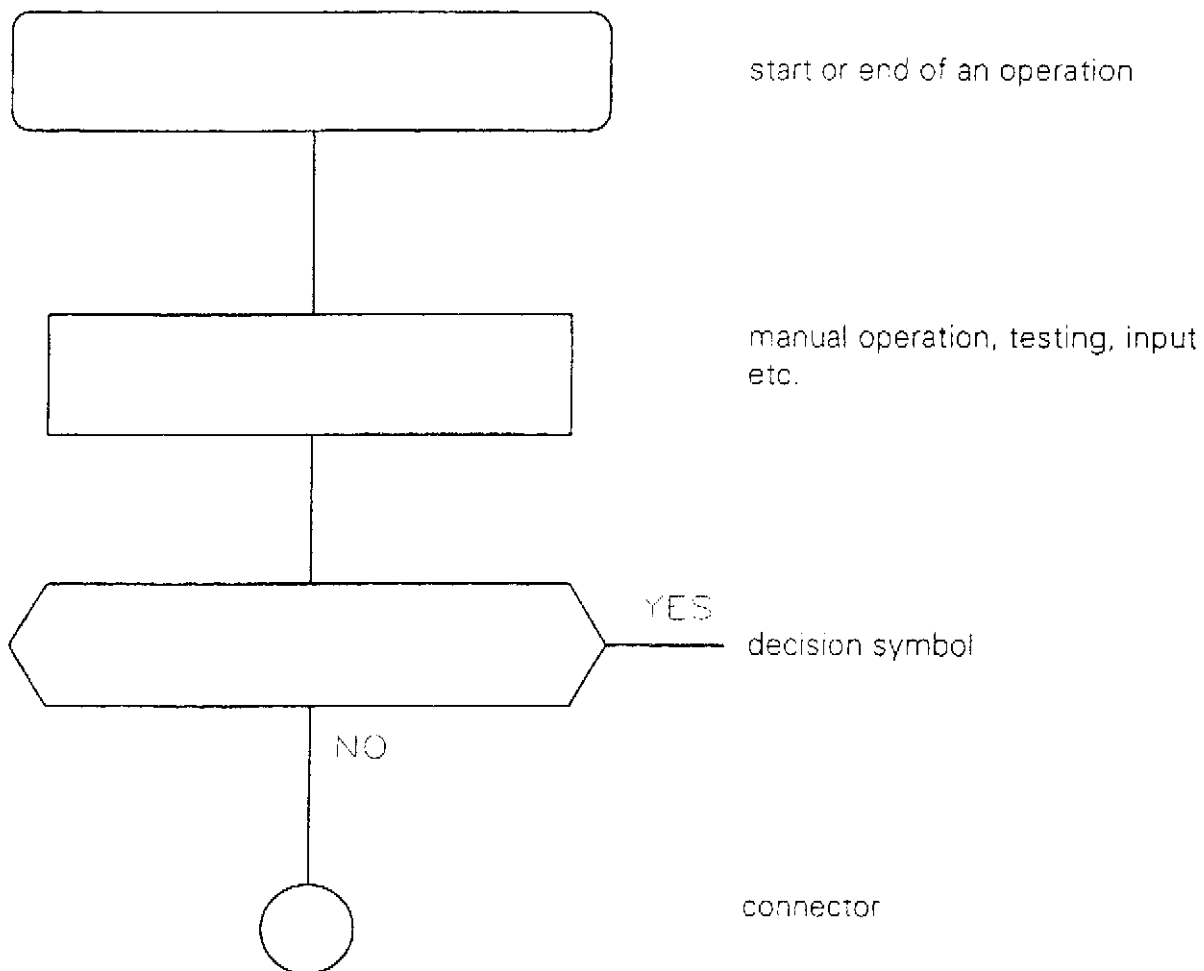 start or end of an operation
manual operation, testing, input
etc.
YES
decision symbol
NO
connector